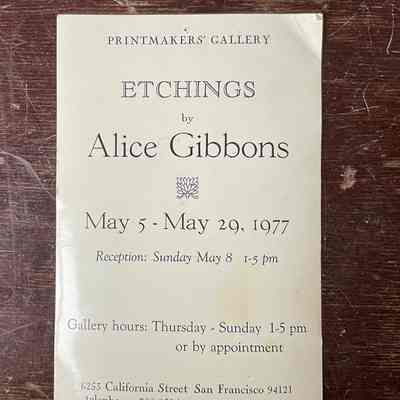 PRINTMAKERS' GALLERY
ETCHINGS
by
Alice Gibbons
May 5 - May 29, 1977
Reception: Sunday May 8 1-5 pm
Gallery hours: Thursday - Sunday 1-5 pm
or by appointment
6255 California Street San Francisco 94121